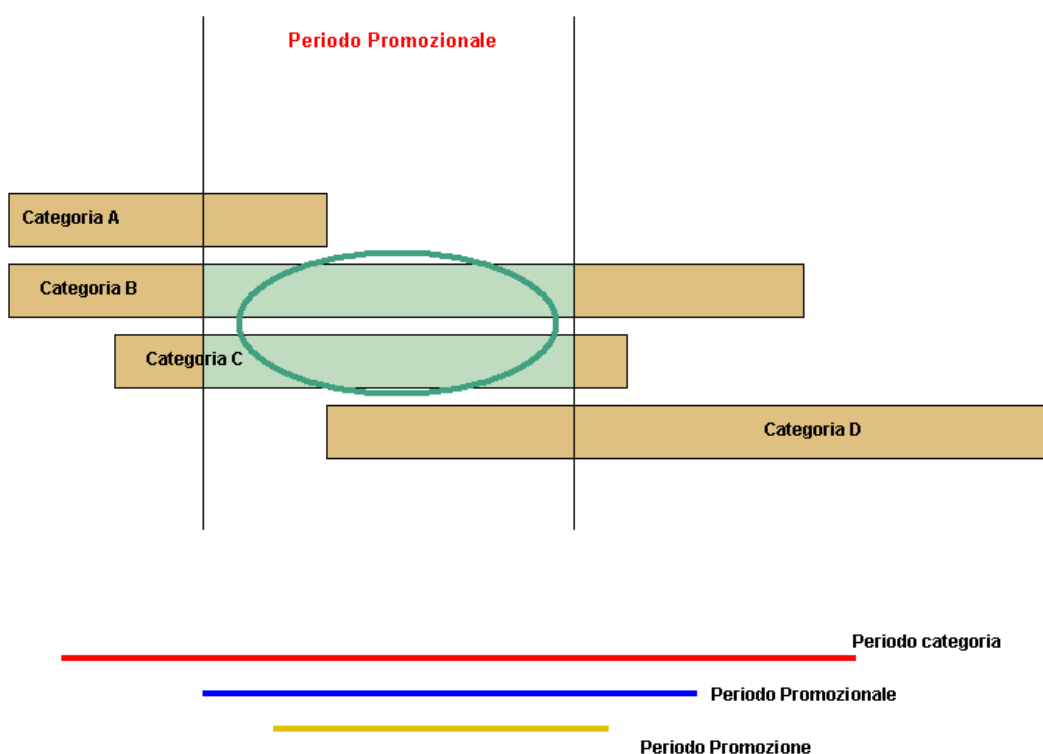 Periodo Promozionale
Categoria A
Categoria B
Categoria C
Categoria D
Periodo categoria
Periodo Promozionale
Periodo Promozione